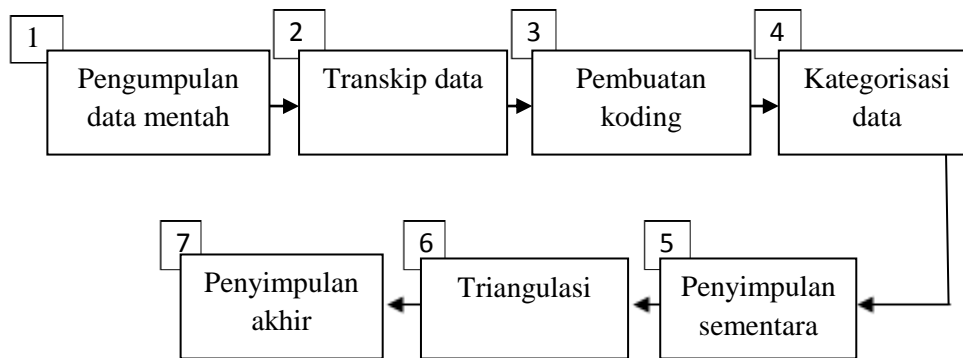 1
Pengumpulan
data mentah
2
Transkip data
3
Pembuatan
koding
4
Kategorisasi
data
5
Penyimpulan
sementara
6
Triangulasi
7
Penyimpulan
akhir